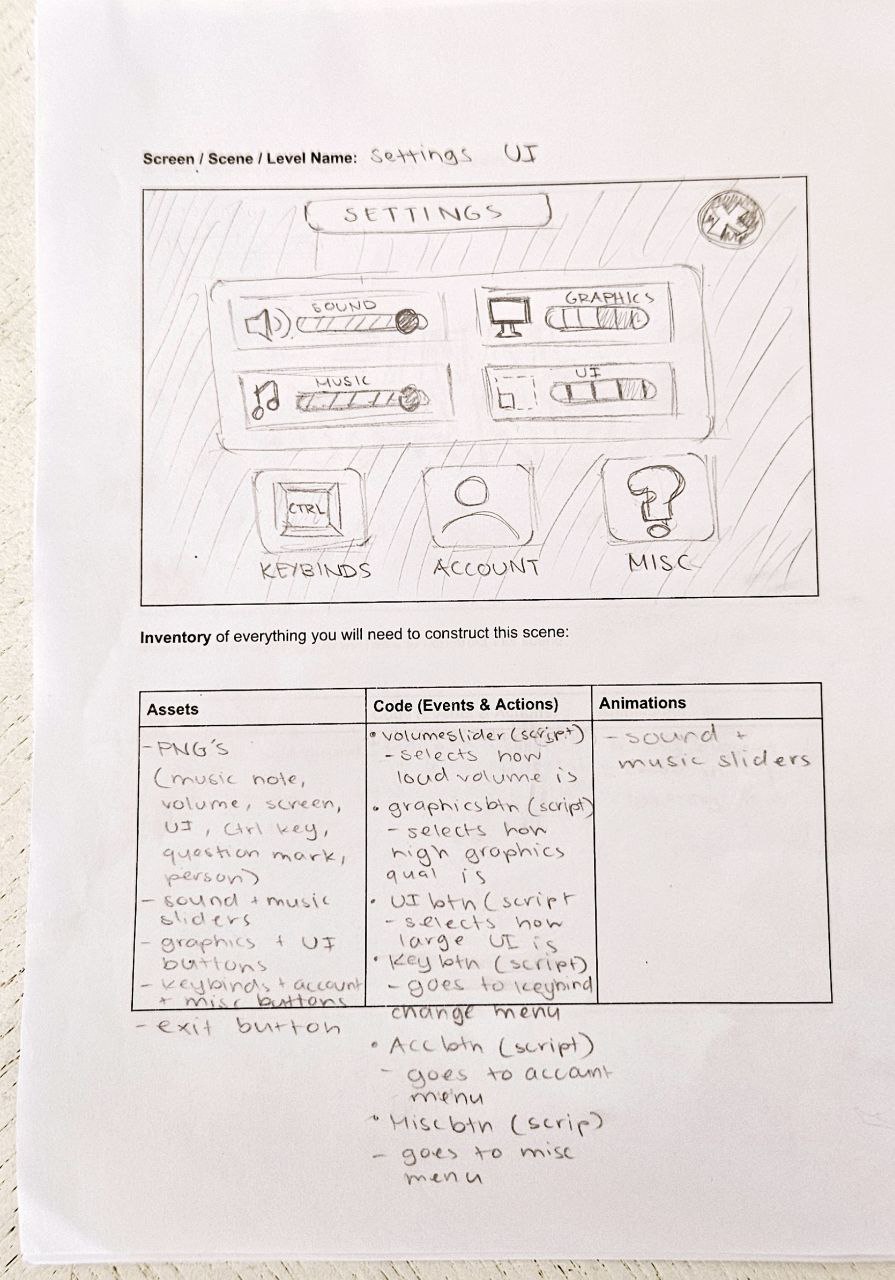 Screen / Scene / Level Name: Settings UI
SETTINGS
SOUND
GRAPHICS
MUSIC
UI
CTRL
KEYBINDS
ACCOUNT
MISC
Inventory of everything you will need to construct this scene:
Assets
- PNG'S
(music note,
volume, screen,
UI, Ctrl key,
question mark,
person)
- sound + music
sliders
- graphics + UI
buttons
- keybinds + account
+ misc buttons
- exit button
Code (Events & Actions)
• volumeslider (script)
- selects how
loud volume is
• graphicsbtn (script)
- selects how
high graphics
qual is
• UI btn (script
- selects how
large UI is
• Key btn (script)
- goes to keybind
change menu
• Acc btn (script)
- goes to account
menu
• Misc btn (scrip)
- goes to misc
menu
Animations
- sound +
music sliders